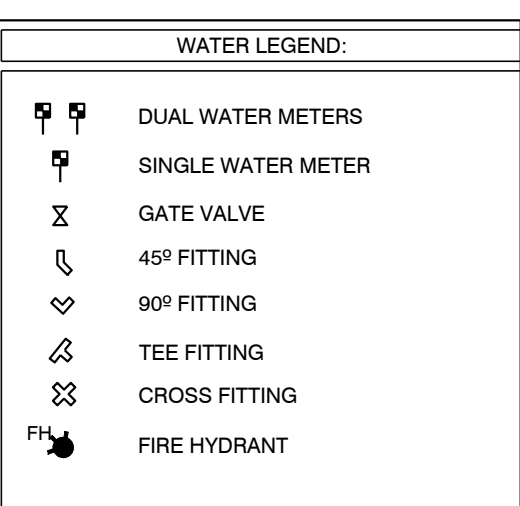 WATER LEGEND:
DUAL WATER METERS
SINGLE WATER METER
GATE VALVE
45º FITTING
90º FITTING
TEE FITTING
CROSS FITTING
FH FIRE HYDRANT